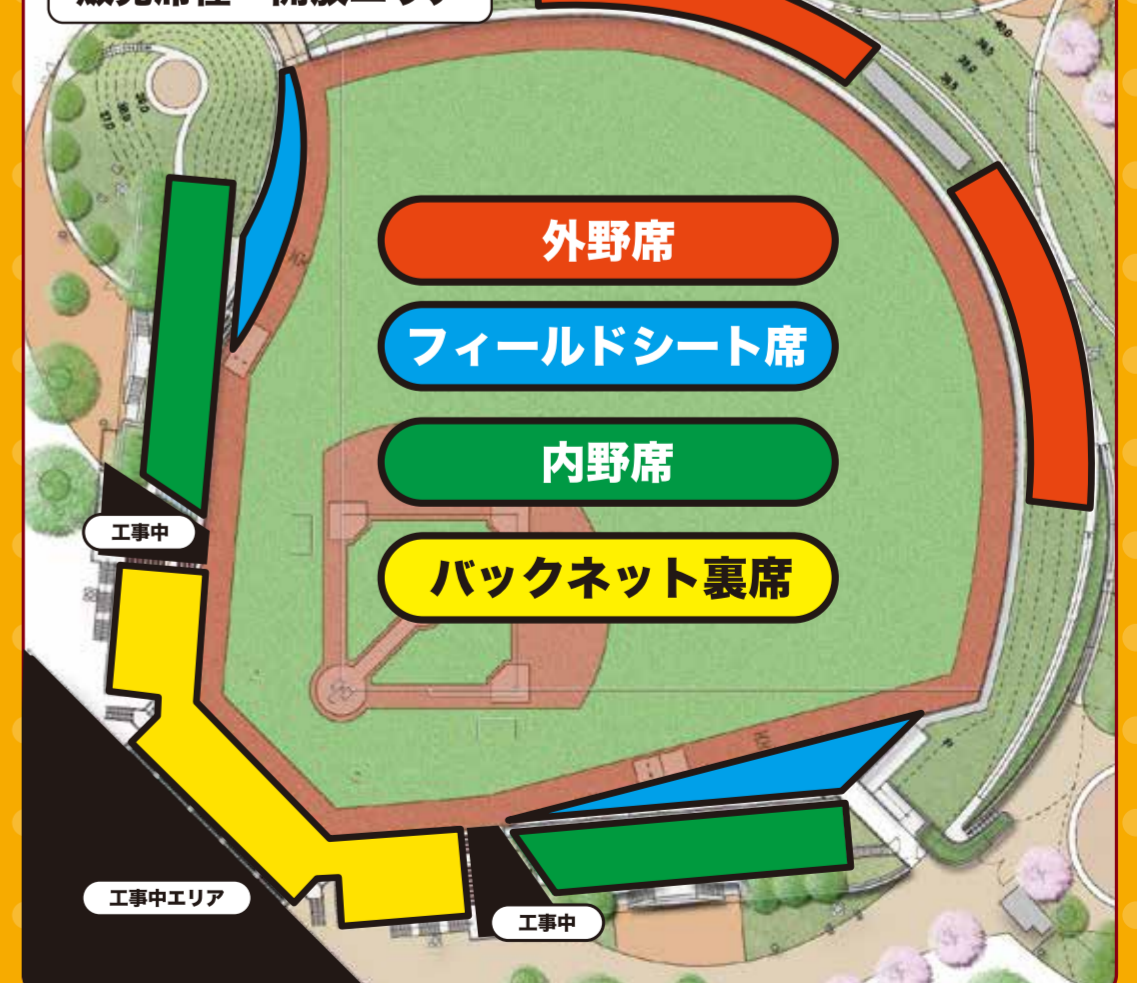 外野席
フィールドシート席
内野席
バックネット裏席
工事中
工事中エリア
工事中